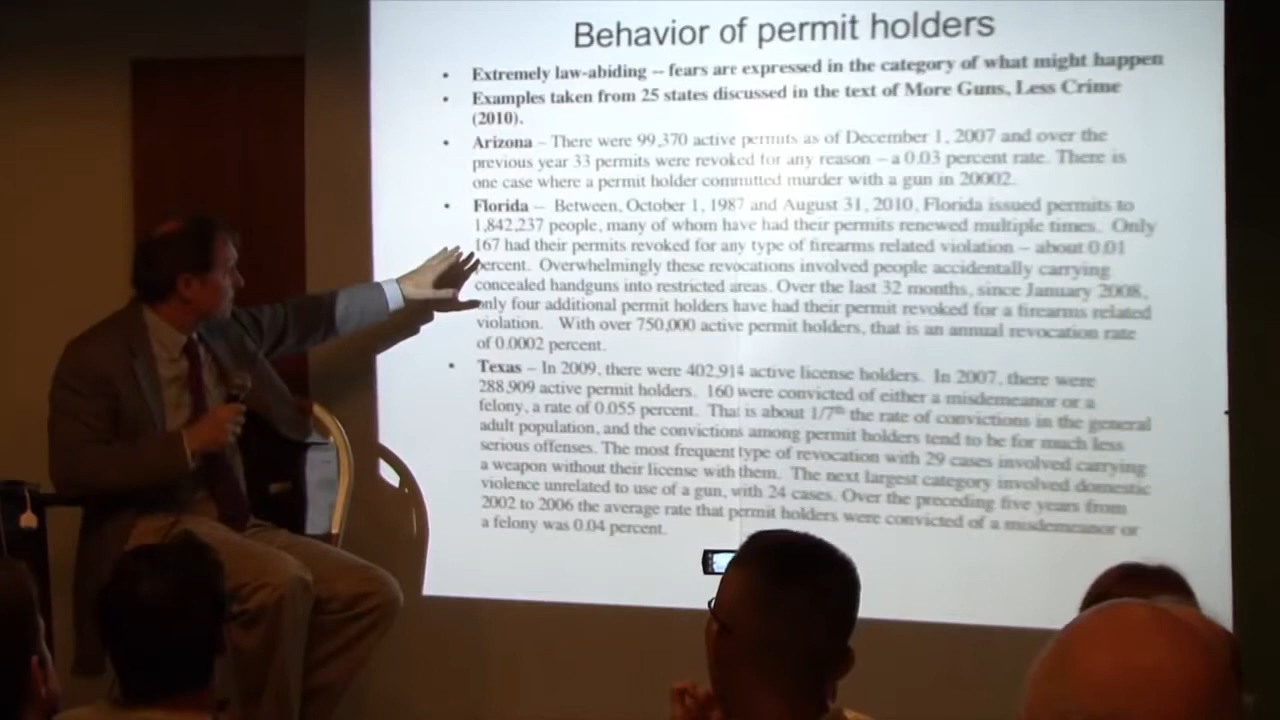 Behavior of permit holders
• Extremely law-abiding -- fears are expressed in the category of what might happen
• Examples taken from 25 states discussed in the text of More Guns, Less Crime
(2010).
• Arizona – There were 99,370 active permits as of December 1, 2007 and over the
previous year 33 permits were revoked for any reason – a 0.03 percent rate. There is
one case where a permit holder committed murder with a gun in 20002.
• Florida – Between, October 1, 1987 and August 31, 2010, Florida issued permits to
1,842,237 people, many of whom have had their permits renewed multiple times. Only
167 had their permits revoked for any type of firearms related violation – about 0.01
percent. Overwhelmingly these revocations involved people accidentally carrying
concealed handguns into restricted areas. Over the last 32 months, since January 2008,
only four additional permit holders have had their permit revoked for a firearms related
violation. With over 750,000 active permit holders, that is an annual revocation rate
of 0.0002 percent.
• Texas – In 2009, there were 402,914 active license holders. In 2007, there were
288,909 active permit holders. 160 were convicted of either a misdemeanor or a
felony, a rate of 0.055 percent. That is about 1/7th the rate of convictions in the general
adult population, and the convictions among permit holders tend to be for much less
serious offenses. The most frequent type of revocation with 29 cases involved carrying
a weapon without their license with them. The next largest category involved domestic
violence unrelated to use of a gun, with 24 cases. Over the preceding five years from
2002 to 2006 the average rate that permit holders were convicted of a misdemeanor or
a felony was 0.04 percent.